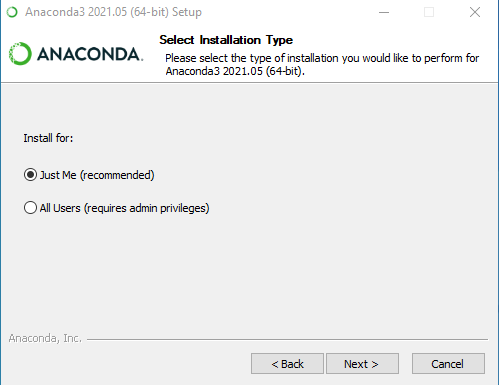 Anaconda3 2021.05 (64-bit) Setup
ANACONDA.
Select Installation Type
Please select the type of installation you would like to perform for
Anaconda3 2021.05 (64-bit).
Install for:
Just Me (recommended)
All Users (requires admin privileges)
Anaconda, Inc.
< Back Next > Cancel